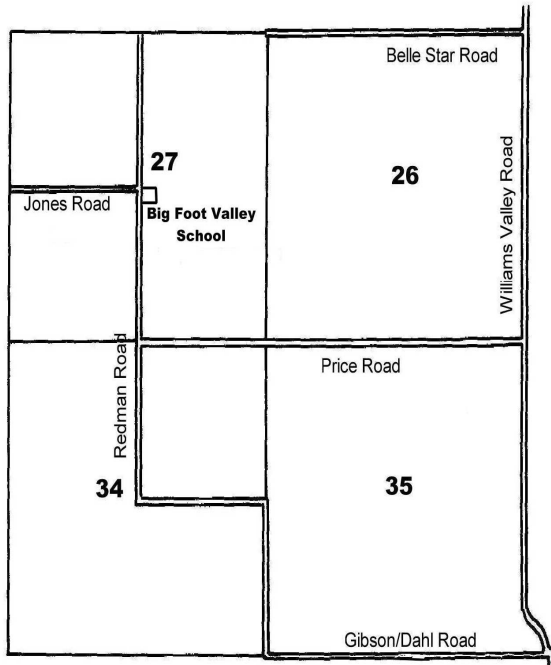 Belle Star Road
27
26
Williams Valley Road
Jones Road
Big Foot Valley
School
Redman Road
Price Road
34
35
Gibson/Dahl Road